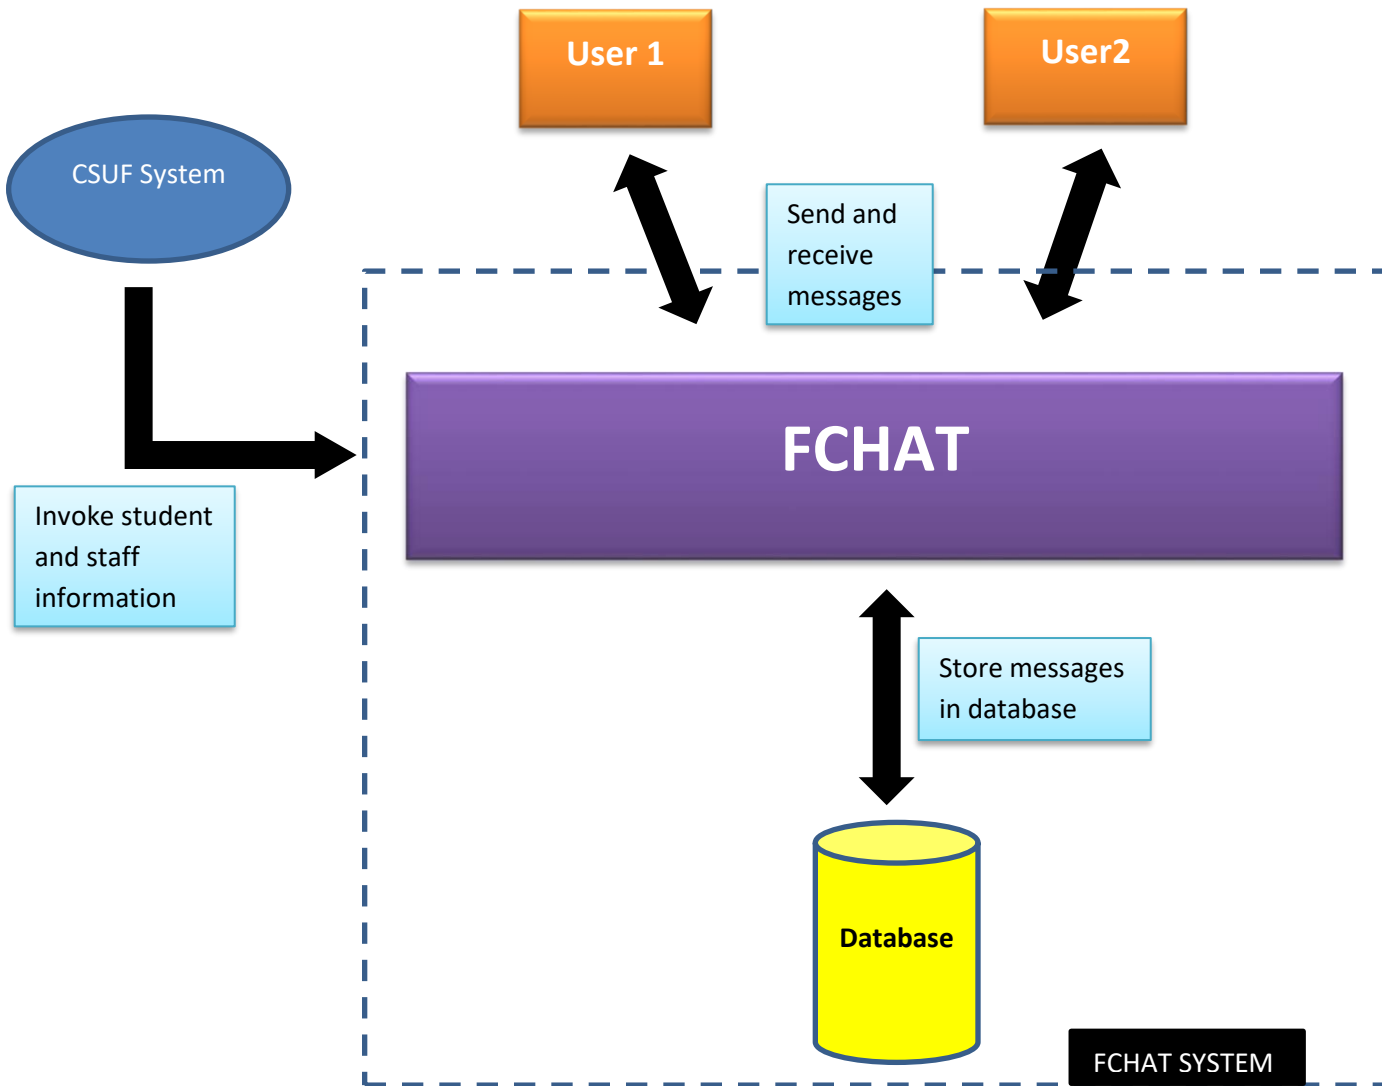 User 1
User2
CSUF System
Send and
receive
messages
FCHAT
Invoke student
and staff
information
Store messages
in database
Database
FCHAT SYSTEM